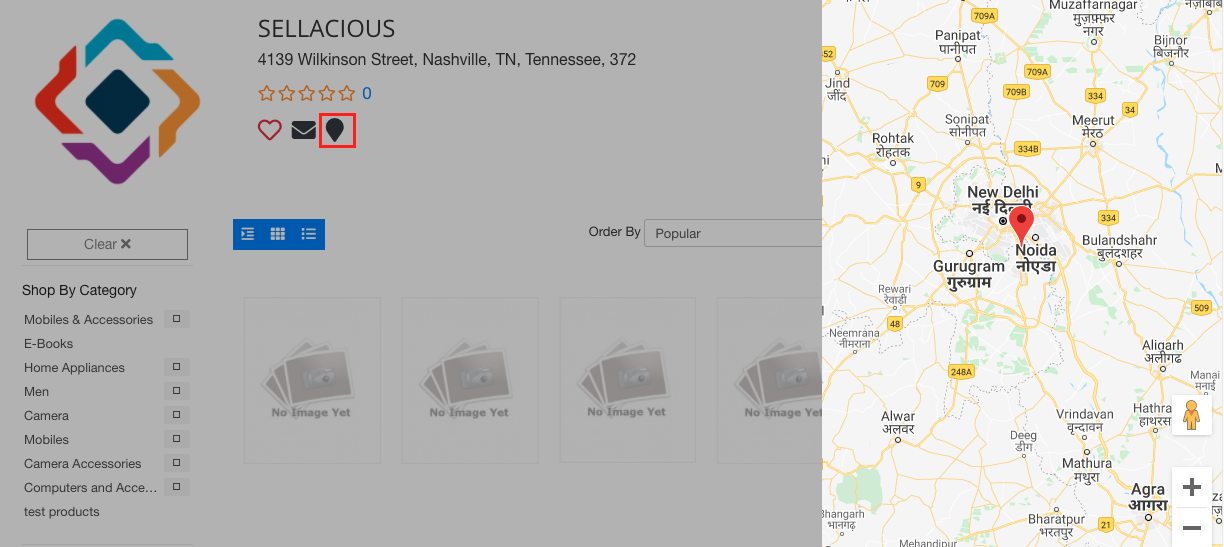 SELLACIOUS
4139 Wilkinson Street, Nashville, TN, Tennessee, 372
0
Clear
Order By
Popular
Shop By Category
Mobiles & Accessories
E-Books
Home Appliances
Men
Camera
Mobiles
Camera Accessories
Computers and Acce...
test products
No Image Yet
No Image Yet
No Image Yet
No Image Yet
709A
Muzaffarnagar
मुज़फ़्फ़र
नगर
Panipat
पानीपत
Bijnor
बिजनौर
52
Jind
जींद
709
709A
709B
334
34
Sonipat
सोनीपत
Meerut
मेरठ
Rohtak
रोहतक
334B
9
New Delhi
नई दिल्ली
334
Bulandshahr
बुलंदशहर
Noida
नोएडा
Gurugram
गुरुग्राम
Rewari
रेवाड़ी
48
509
Neemrana
नीमराना
Aligarh
अलीगढ
248A
Manai
मनाई
Alwar
अलवर
Vrindavan
वृन्दावन
Hathra
हाथरस
Deeg
डीग
Mathura
मथुरा
Agra
आगरा
Bhangarh
भानगढ़
Bharatpur
भरतपुर
21
Mehandipur